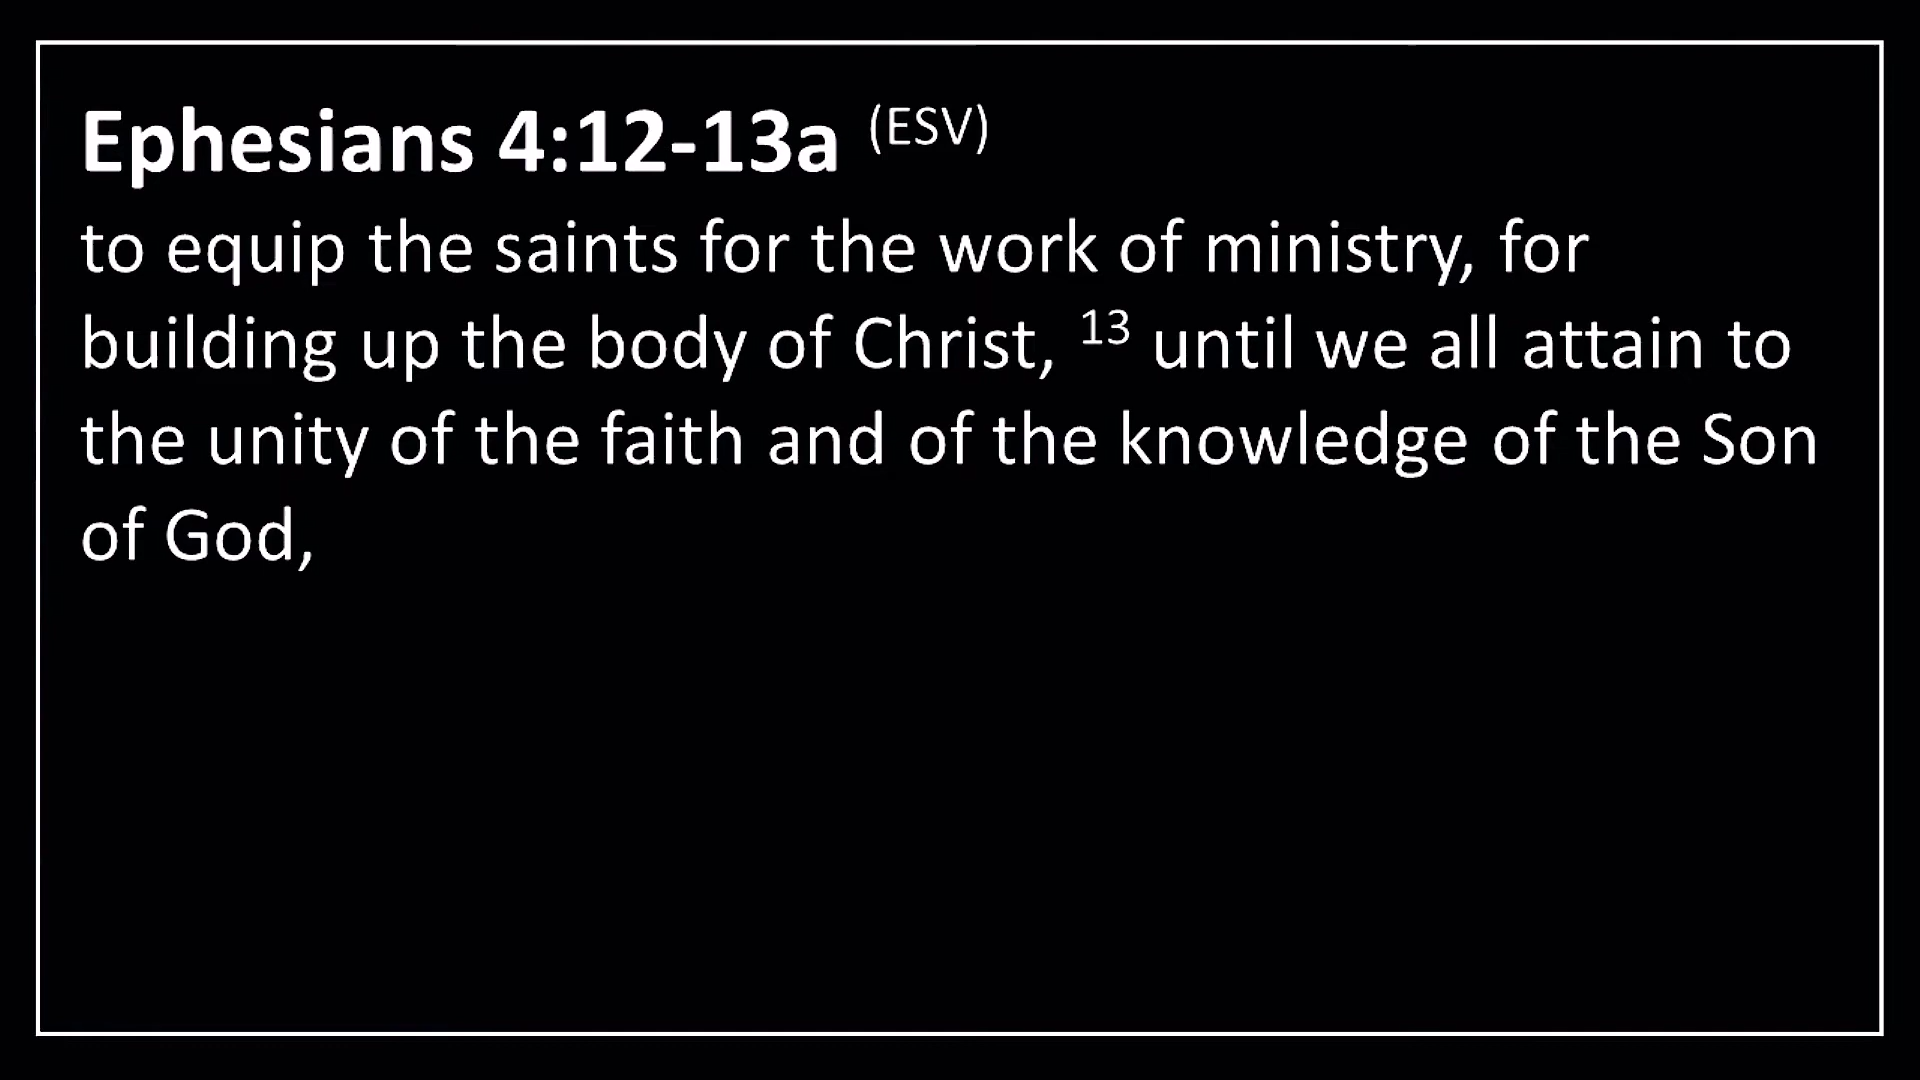 Ephesians 4:12-13a (ESV)
to equip the saints for the work of ministry, for
building up the body of Christ, 13 until we all attain to
the unity of the faith and of the knowledge of the Son
of God,